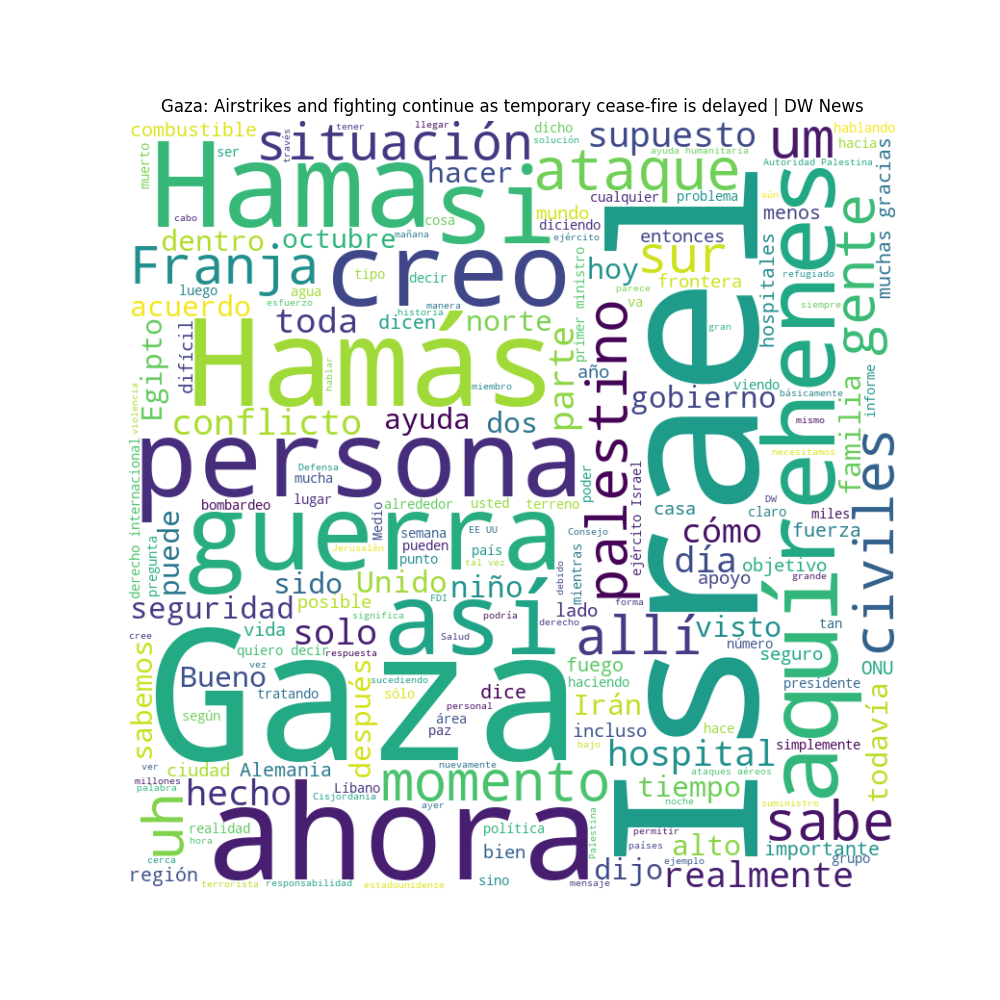 Gaza: Airstrikes and fighting continue as temporary cease-fire is delayed | DW News
combustible
situación
tener
llegar
través
dicho
solución
supuesto
ayuda humanitaria
um
hablando
hacia
muerto
ser
Hamas
si
hacer
ataque
cualquier
problema
Autoridad Palestina
muchas gracias
cabo
cosa
mundo
diciendo
ejército
aún
menos
dentro
octubre
mañana
entonces
Franja
creo
tipo
decir
hoy
sur
frontera
hospitales
refugiado
gente
luego
agua
esfuerzo
manera
historia
primer ministro
parece
va
siempre
acuerdo
toda
dicen
norte
gran
Egipto
difícil
Hamás
hablar
miembro
parte
año
palestino
Israel
viendo
básicamente
rehenes
informe
familia
gobierno
violencia
conflicto
ayuda
dos
mismo
necesitamos
civiles
persona
Defensa
mucha
lugar
poder
ejército Israel
casa
DW
claro
miles
derecho internacional
pregunta
puede
bombardeo
alrededor
usted
terreno
guerra
Medio
semana
EE UU
Consejo
cómo
fuerza
Jerusalén
pueden
punto
país
tal vez
mientras
debido
día
objetivo
apoyo
grande
sido
Unido
niño
aquí
seguridad
posible
significa
FDI
así
podría
lado
forma
derecho
allí
visto
tan
cree
vida
solo
Salud
número
seguro
ONU
sabemos
quiero decir
respuesta
vez
Bueno
fuego
haciendo
presidente
tratando
después
sucediendo
sólo
dice
Irán
todavía
según
Gaza
personal
área
paz
incluso
hace
simplemente
bajo
hospital
ver
ciudad
Alemania
nuevamente
ataques aéreos
millones
palabra
Líbano
Cisjordania
momento
tiempo
noche
suministro
uh
hecho
ahora
ayer
sabe
realidad
hora
política
Palestina
permitir
países
alto
importante
cerca
bien
ejemplo
grupo
región
terrorista
responsabilidad
estadounidense
sino
mensaje
dijo
realmente